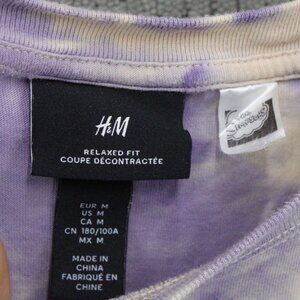 H&M
RELAXED FIT
COUPE DÉCONTRACTÉE
EUR M
US M
CA M
CN 180/100A
MX M
MADE IN
CHINA
FABRIQUÉ EN
CHINE